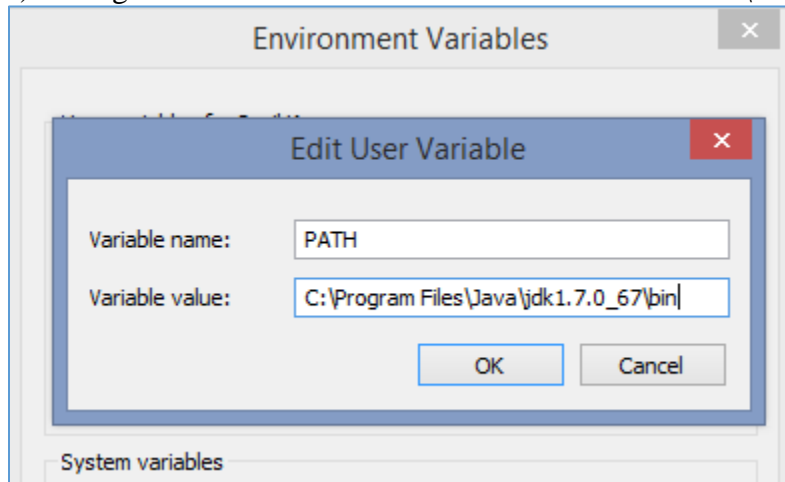 Environment Variables
Edit User Variable
Variable name: PATH
Variable value: C:\Program Files\Java\jdk1.7.0_67\bin
OK Cancel
System variables